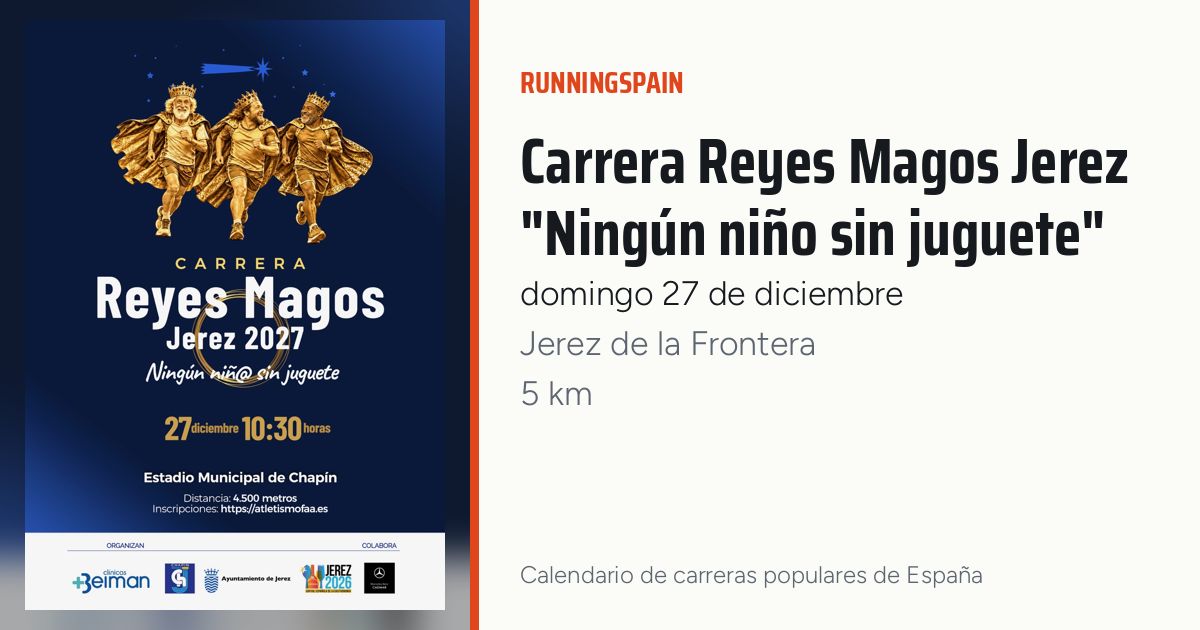 CARRERA
Reyes Magos
Jerez 2027
Ningún niñ@ sin juguete
27 diciembre 10:30 horas
Estadio Municipal de Chapín
Distancia: 4.500 metros
Inscripciones: https://atletismofaa.es
ORGANIZAN
COLABORA
clínicas
Beiman
CHAPIN
Ayuntamiento de Jerez
JEREZ
2026
RUNNINGSPAIN
Carrera Reyes Magos Jerez
"Ningún niño sin juguete"
domingo 27 de diciembre
Jerez de la Frontera
5 km
Calendario de carreras populares de España